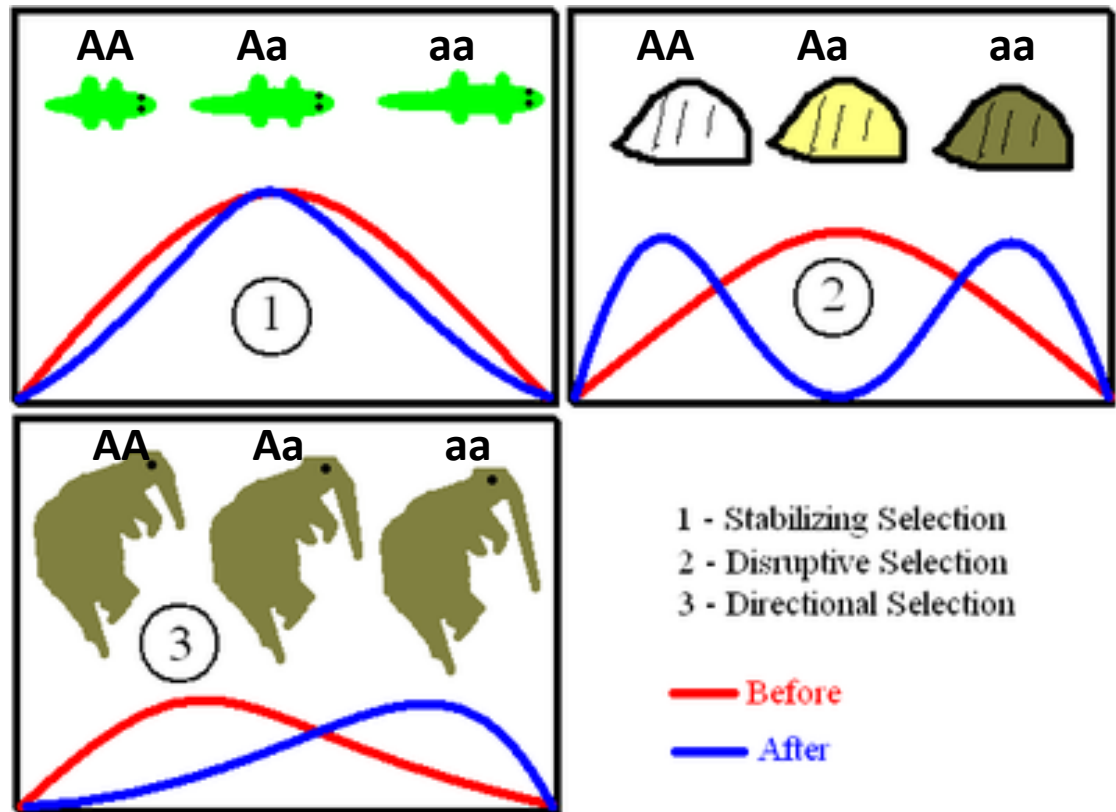 AA Aa aa
1
AA Aa aa
2
AA Aa aa
3
1 - Stabilizing Selection
2 - Disruptive Selection
3 - Directional Selection
Before
After